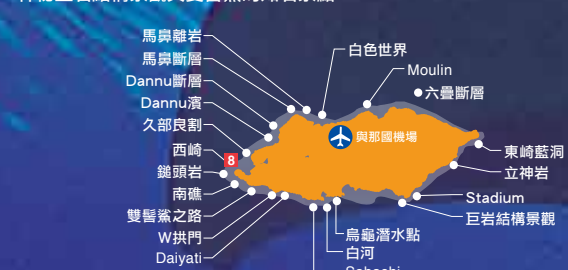 馬鼻離岩
馬鼻斷層
Dannu斷層
Dannu濱
久部良割
西崎
8
鎚頭岩
南礁
雙髻鯊之路
W拱門
Daiyati
白色世界
Moulin
六疊斷層
與那國機場
東崎藍洞
立神岩
Stadium
巨岩結構景觀
烏龜潛水點
白河